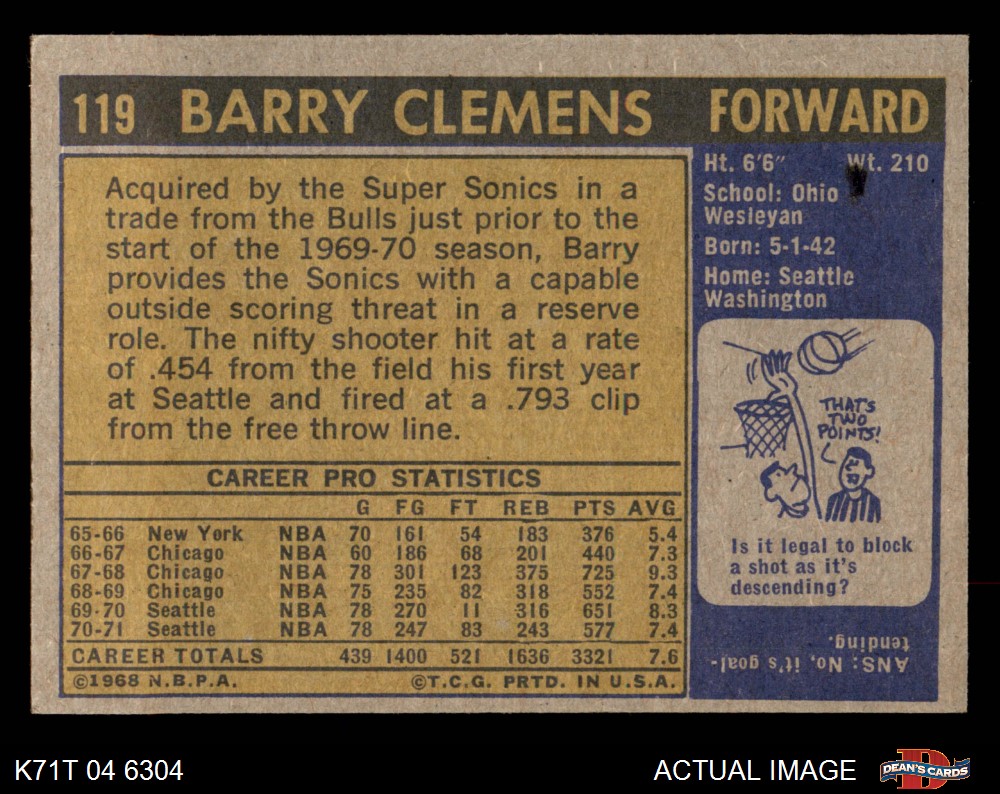 119 BARRY CLEMENS FORWARD
Acquired by the Super Sonics in a
trade from the Bulls just prior to the
start of the 1969-70 season, Barry
provides the Sonics with a capable
outside scoring threat in a reserve
role. The nifty shooter hit at a rate
of .454 from the field his first year
at Seattle and fired at a .793 clip
from the free throw line.
CAREER PRO STATISTICS
G FG FT REB PTS AVG
65-66 New York NBA 70 161 54 183 376 5.4
66-67 Chicago NBA 60 186 68 201 440 7.3
67-68 Chicago NBA 78 301 123 375 725 9.3
68-69 Chicago NBA 75 235 82 318 552 7.4
69-70 Seattle NBA 78 270 11 316 651 8.3
70-71 Seattle NBA 78 247 83 243 577 7.4
CAREER TOTALS 439 1400 521 1636 3321 7.6
©1968 N.B.P.A. ©T.C.G. PRTD. IN U.S.A.
Ht. 6'6" Wt. 210
School: Ohio
Wesleyan
Born: 5-1-42
Home: Seattle
Washington
THAT'S
TWO
POINTS!
Is it legal to block
a shot as it's
descending?
ANS: No, it's goal-
tending.
K71T 04 6304
ACTUAL IMAGE
D
DEAN'S CARDS